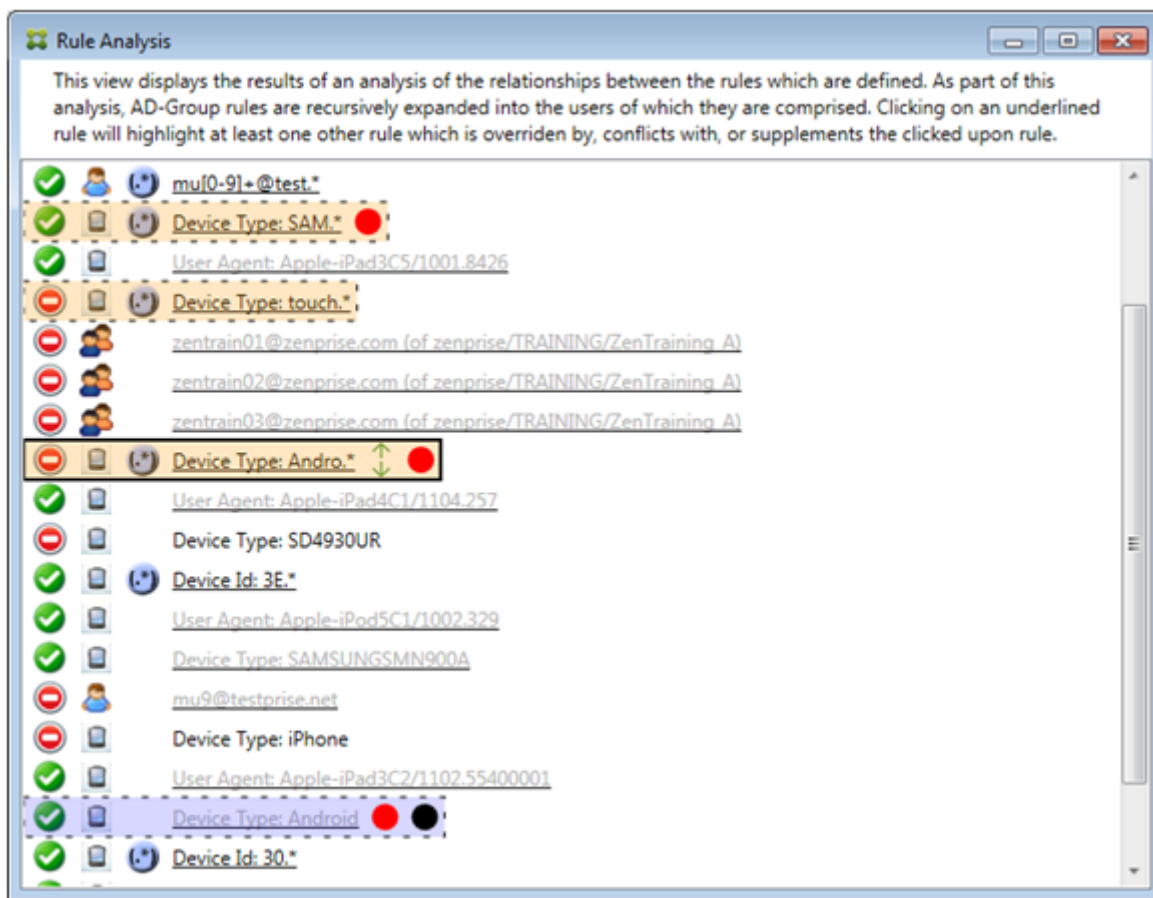 Rule Analysis
This view displays the results of an analysis of the relationships between the rules which are defined. As part of this
analysis, AD-Group rules are recursively expanded into the users of which they are comprised. Clicking on an underlined
rule will highlight at least one other rule which is overriden by, conflicts with, or supplements the clicked upon rule.
(.*) mu[0-9]+@test.*
(.*) Device Type: SAM.*
User Agent: Apple-iPad3C5/1001.8426
(.*) Device Type: touch.*
zentrain01@zenprise.com (of zenprise/TRAINING/ZenTraining A)
zentrain02@zenprise.com (of zenprise/TRAINING/ZenTraining A)
zentrain03@zenprise.com (of zenprise/TRAINING/ZenTraining A)
(.*) Device Type: Andro.*
User Agent: Apple-iPad4C1/1104.257
Device Type: SD4930UR
(.*) Device Id: 3E.*
User Agent: Apple-iPod5C1/1002.329
Device Type: SAMSUNGSMN900A
mu9@testprise.net
Device Type: iPhone
User Agent: Apple-iPad3C2/1102.55400001
Device Type: Android
(.*) Device Id: 30.*